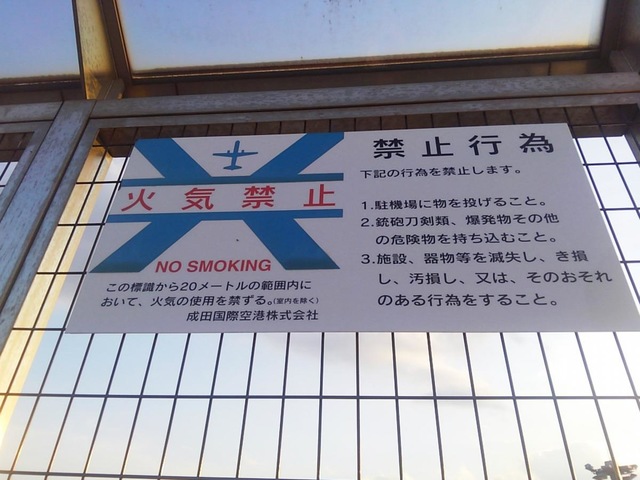 火気禁止
NO SMOKING
この標識から20メートルの範囲内に
おいて、火気の使用を禁ずる。(室内を除く)
成田国際空港株式会社
禁止行為
下記の行為を禁止します。
1.駐機場に物を投げること。
2.銃砲刀剣類、爆発物その他
の危険物を持ち込むこと。
3.施設、器物等を滅失し、き損
し、汚損し、又は、そのおそれ
のある行為をすること。